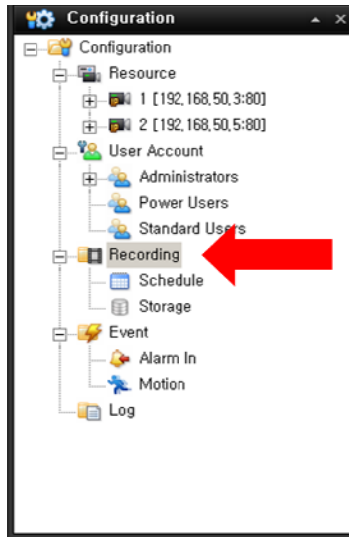 Configuration
Configuration
Resource
1 [192,168,50,3:80]
2 [192,168,50,5:80]
User Account
Administrators
Power Users
Standard Users
Recording
Schedule
Storage
Event
Alarm In
Motion
Log